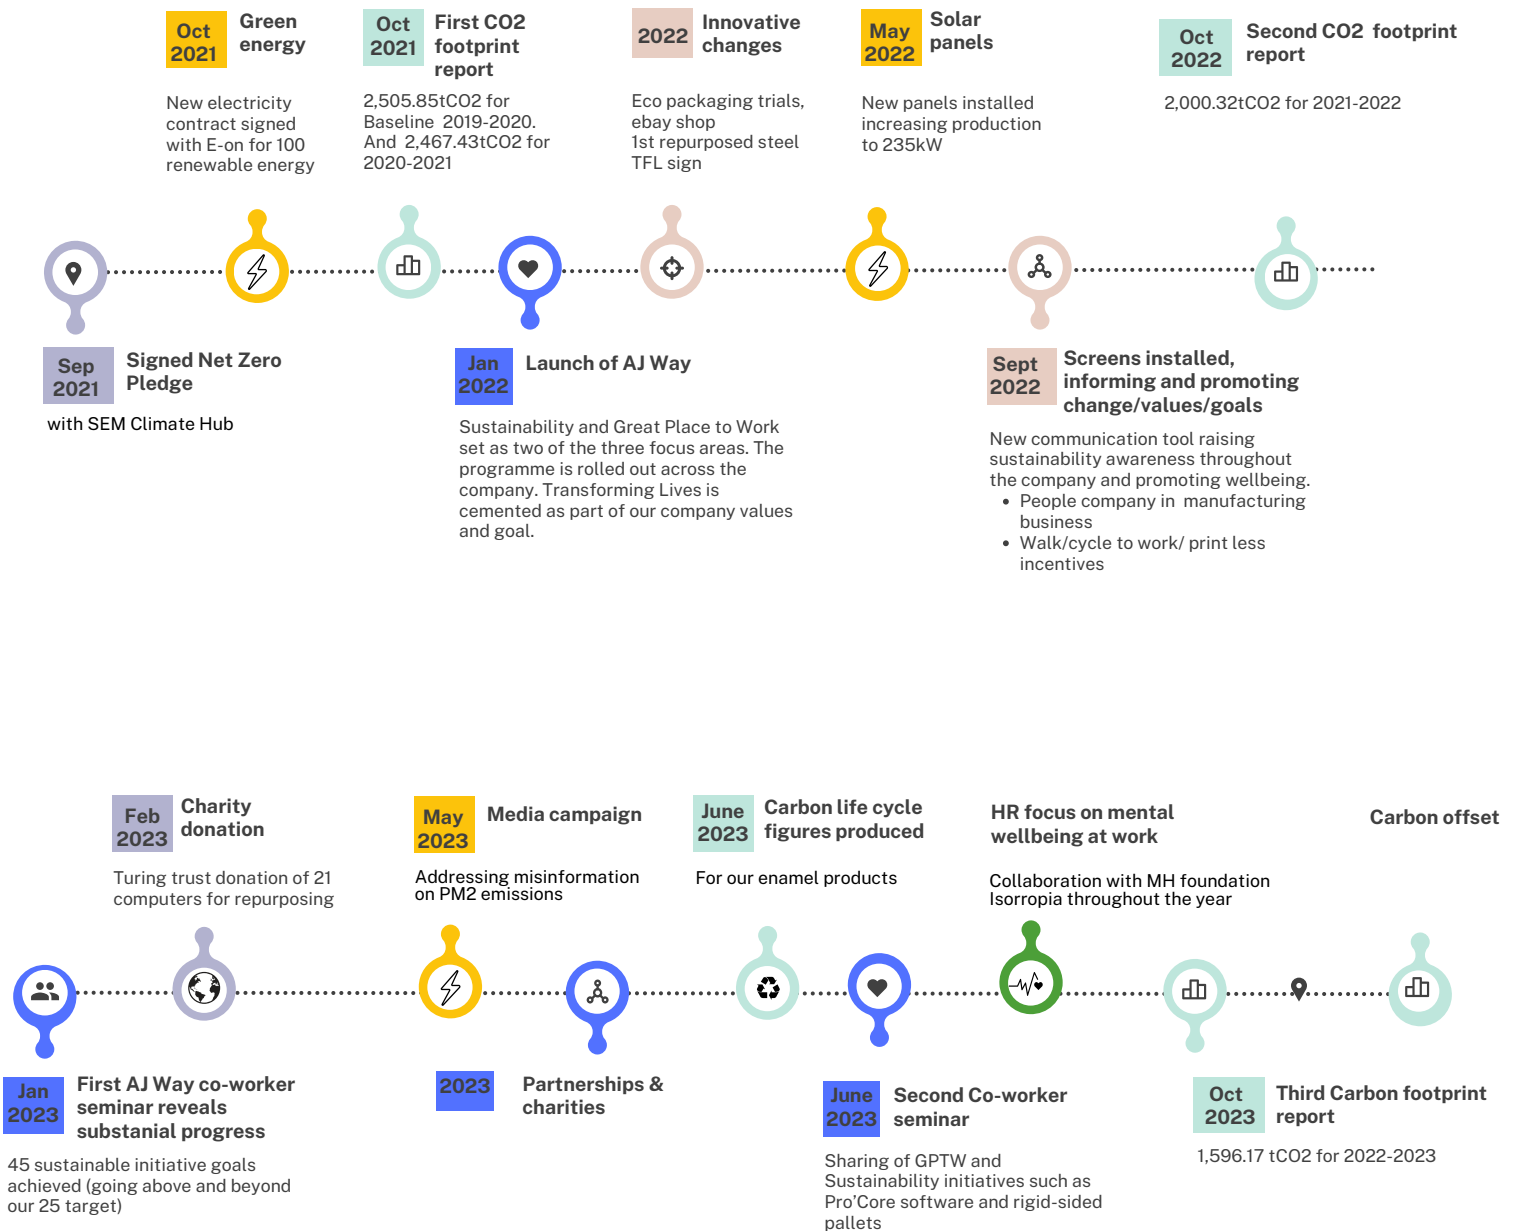 Oct
2021
Green
energy
New electricity
contract signed
with E-on for 100
renewable energy
Oct
2021
First CO2
footprint
report
2,505.85tCO2 for
Baseline 2019-2020.
And 2,467.43tCO2 for
2020-2021
2022
Innovative
changes
Eco packaging trials,
ebay shop
1st repurposed steel
TFL sign
May
2022
Solar
panels
New panels installed
increasing production
to 235kW
Oct
2022
Second CO2 footprint
report
2,000.32tCO2 for 2021-2022
Sep
2021
Signed Net Zero
Pledge
with SEM Climate Hub
Jan
2022
Launch of AJ Way
Sustainability and Great Place to Work
set as two of the three focus areas. The
programme is rolled out across the
company. Transforming Lives is
cemented as part of our company values
and goal.
Sept
2022
Screens installed,
informing and promoting
change/values/goals
New communication tool raising
sustainability awareness throughout
the company and promoting wellbeing.
• People company in manufacturing
business
• Walk/cycle to work/ print less
incentives
Feb
2023
Charity
donation
Turing trust donation of 21
computers for repurposing
May
2023
Media campaign
Addressing misinformation
on PM2 emissions
June
2023
Carbon life cycle
figures produced
For our enamel products
HR focus on mental
wellbeing at work
Collaboration with MH foundation
Isorropia throughout the year
Carbon offset
Jan
2023
First AJ Way co-worker
seminar reveals
substanial progress
45 sustainable initiative goals
achieved (going above and beyond
our 25 target)
2023
Partnerships &
charities
June
2023
Second Co-worker
seminar
Sharing of GPTW and
Sustainability initiatives such as
Pro'Core software and rigid-sided
pallets
Oct
2023
Third Carbon footprint
report
1,596.17 tCO2 for 2022-2023